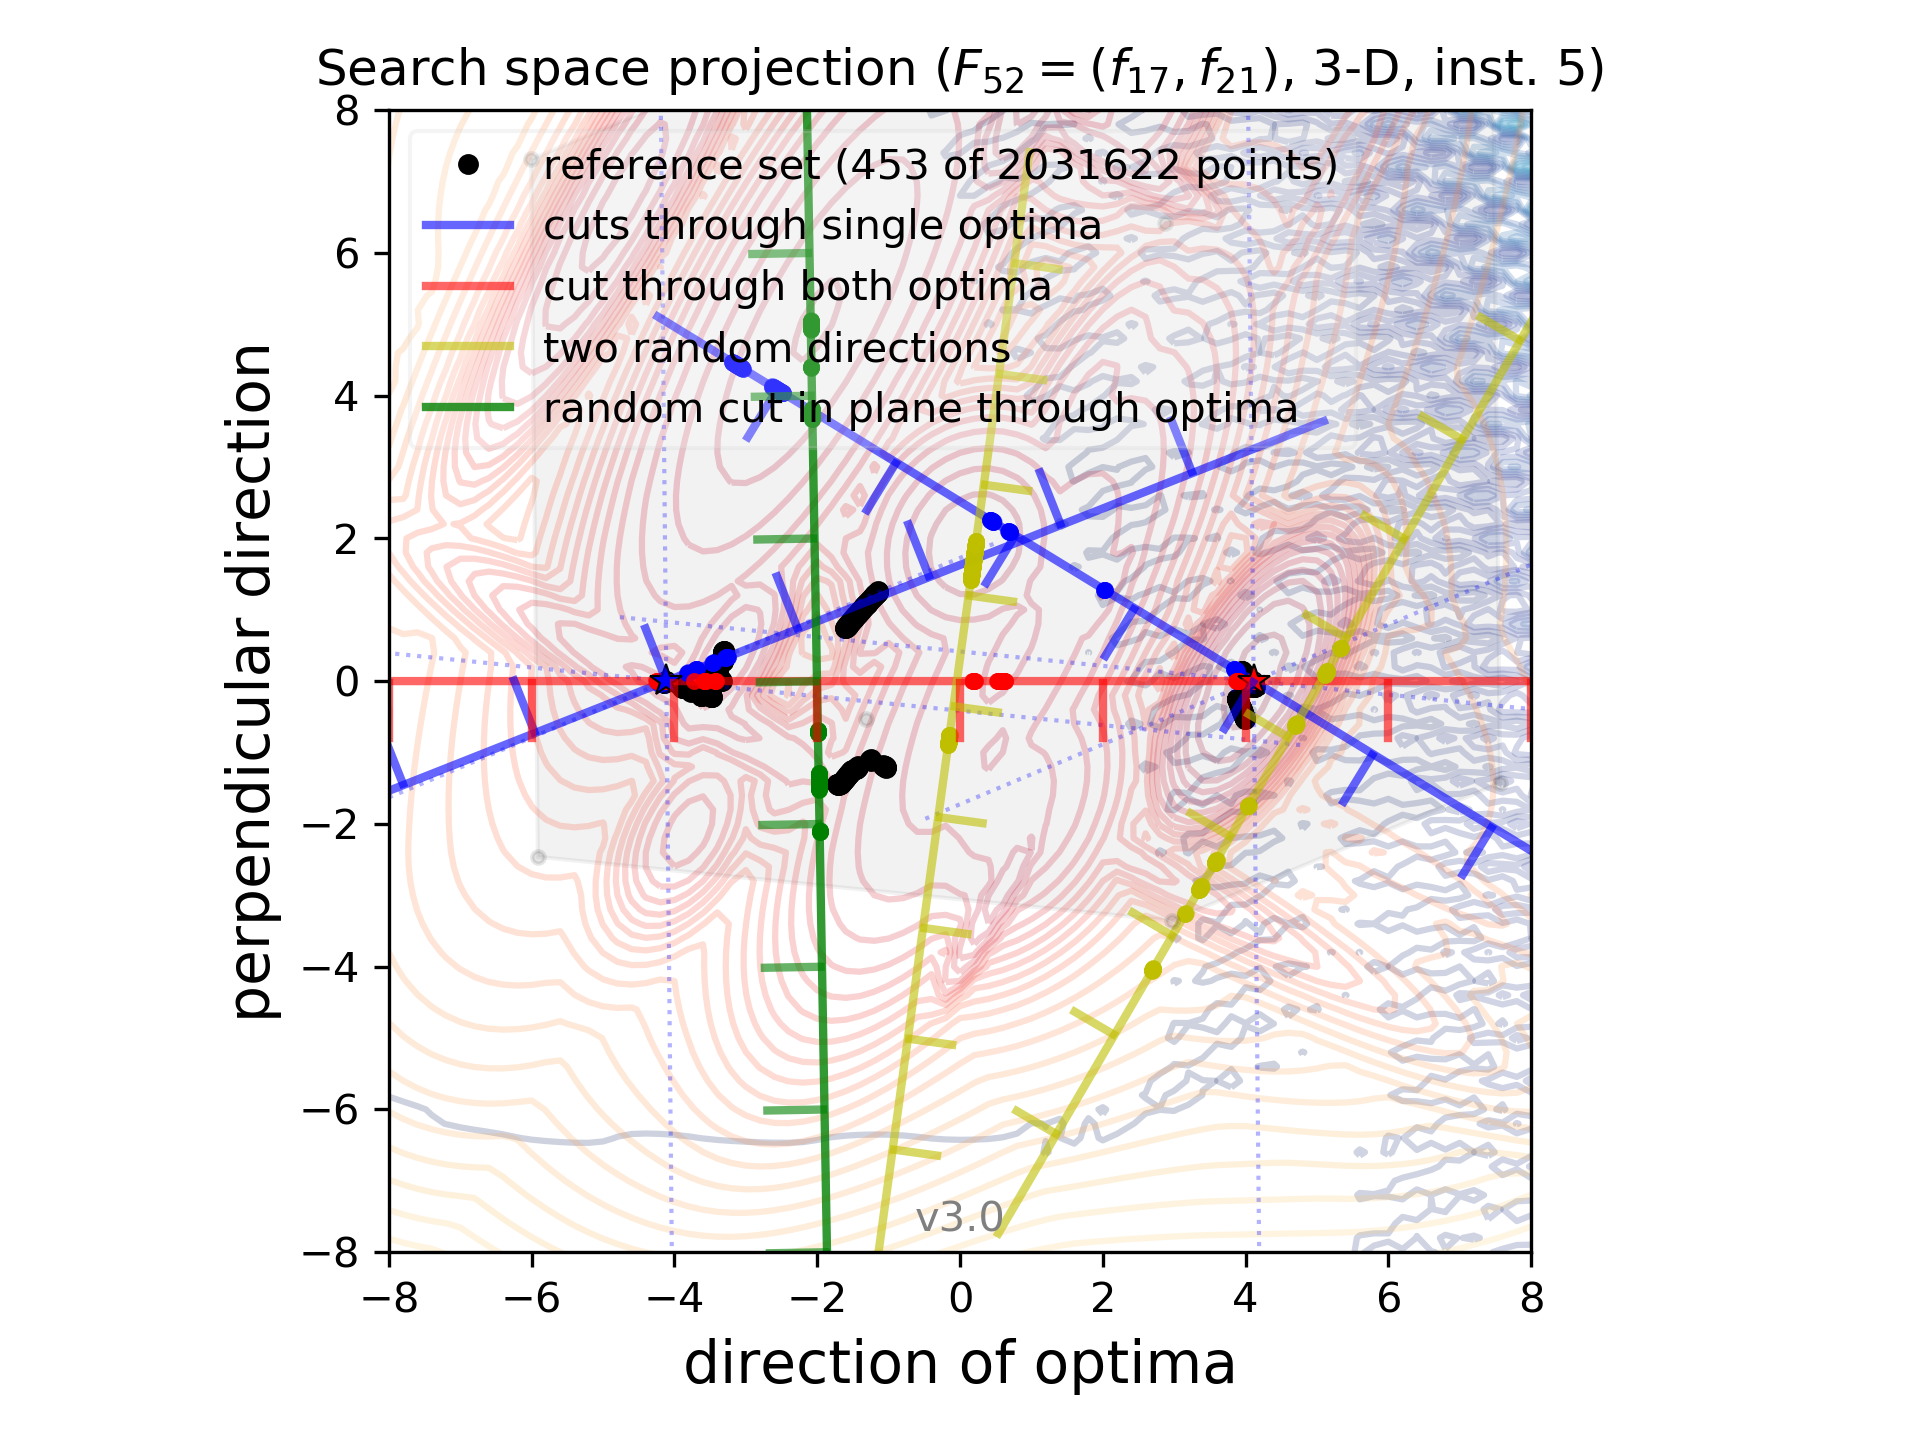 Search space projection (F52 = (f17, f21), 3-D, inst. 5)
8
6
4
2
0
−2
−4
−6
−8
perpendicular direction
reference set (453 of 2031622 points)
cuts through single optima
cut through both optima
two random directions
random cut in plane through optima
v3.0
−8 −6 −4 −2 0 2 4 6 8
direction of optima